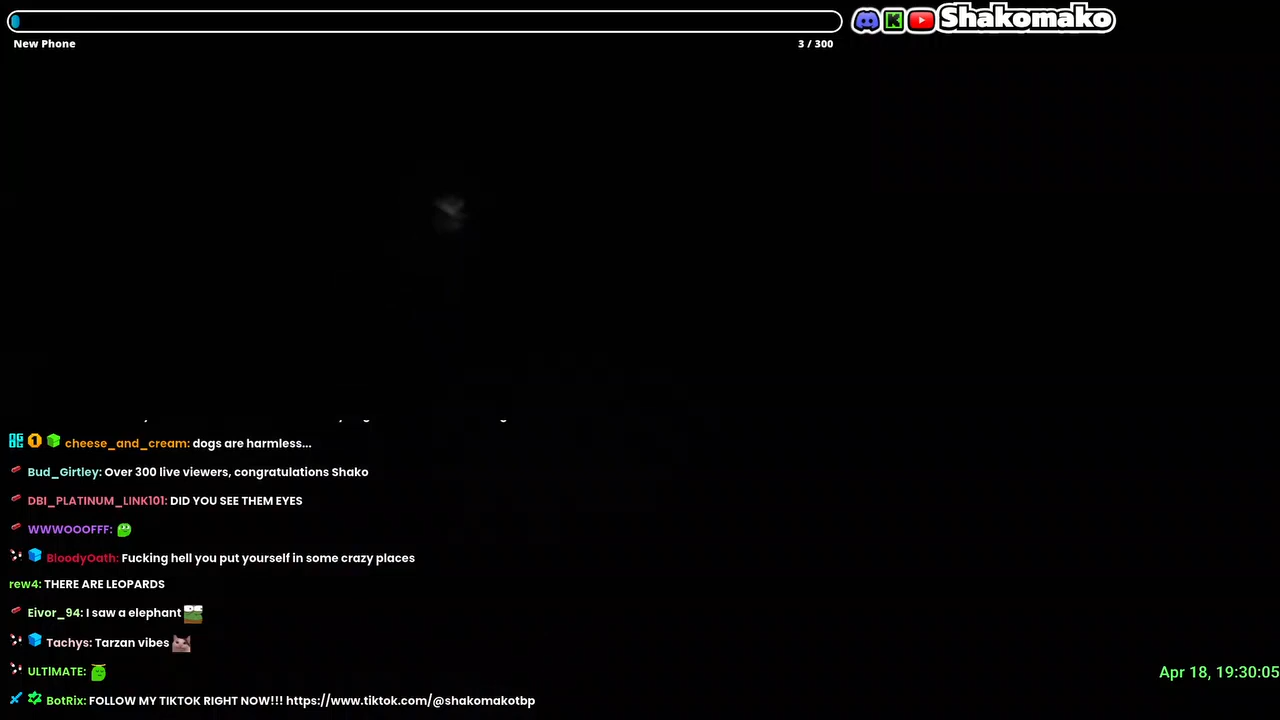 Shakomako
New Phone 3 / 300
cheese_and_cream: dogs are harmless...
Bud_Girtley: Over 300 live viewers, congratulations Shako
DBI_PLATINUM_LINK101: DID YOU SEE THEM EYES
WWWOOOFFF:
BloodyOath: Fucking hell you put yourself in some crazy places
rew4: THERE ARE LEOPARDS
Eivor_94: I saw a elephant
Tachys: Tarzan vibes
ULTIMATE:
Apr 18, 19:30:05
BotRix: FOLLOW MY TIKTOK RIGHT NOW!!! https://www.tiktok.com/@shakomakotbp